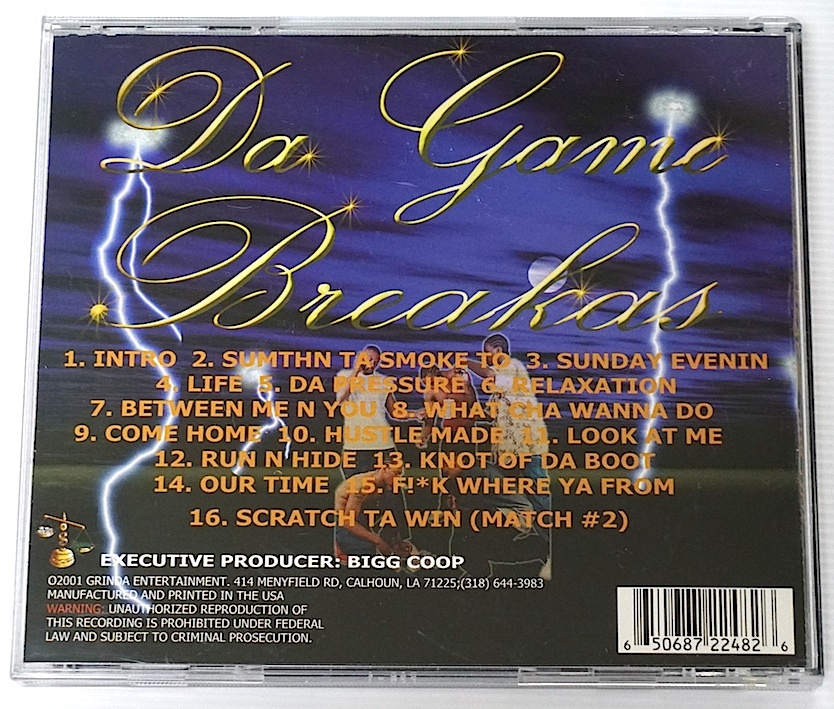 Da Game
Breakas
1. INTRO 2. SUMTHN TA SMOKE TO 3. SUNDAY EVENIN
4. LIFE 5. DA PRESSURE 6. RELAXATION
7. BETWEEN ME N YOU 8. WHAT CHA WANNA DO
9. COME HOME 10. HUSTLE MADE 11. LOOK AT ME
12. RUN N HIDE 13. KNOT OF DA BOOT
14. OUR TIME 15. F!*K WHERE YA FROM
16. SCRATCH TA WIN (MATCH #2)
EXECUTIVE PRODUCER: BIGG COOP
O2001 GRINDA ENTERTAINMENT. 414 MENYFIELD RD, CALHOUN, LA 71225;(318) 644-3983
MANUFACTURED AND PRINTED IN THE USA
WARNING: UNAUTHORIZED REPRODUCTION OF
THIS RECORDING IS PROHIBITED UNDER FEDERAL
LAW AND SUBJECT TO CRIMINAL PROSECUTION.
6 50687 22482 6